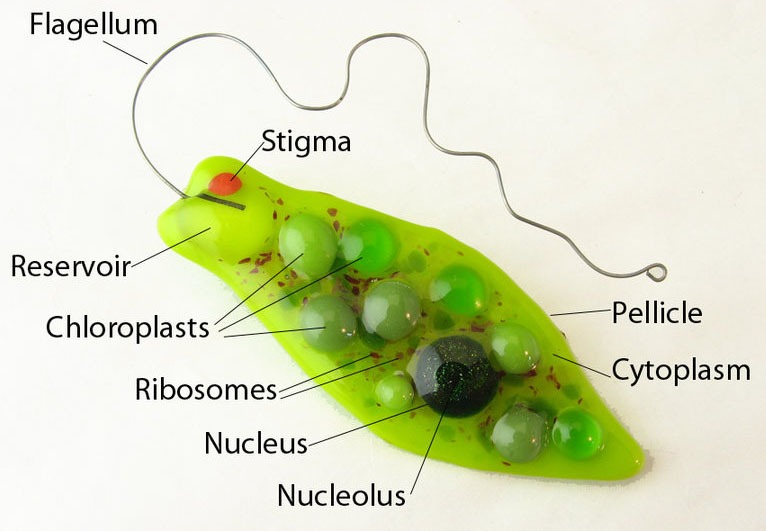 Flagellum
Stigma
Reservoir
Chloroplasts
Pellicle
Cytoplasm
Ribosomes
Nucleus
Nucleolus